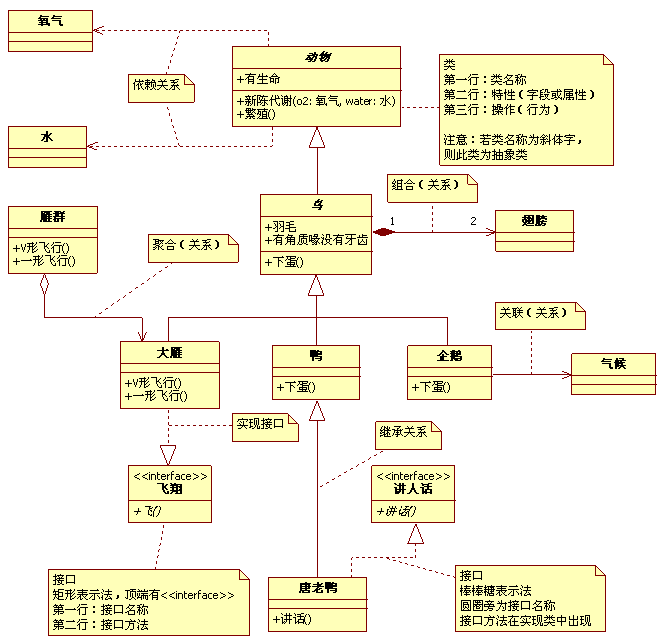 氧气
动物
+有生命
+新陈代谢(o2: 氧气, water: 水)
+繁殖()
类
第一行：类名称
第二行：特性（字段或属性）
第三行：操作（行为）
注意：若类名称为斜体字，
则此类为抽象类
依赖关系
水
组合（关系）
雁群
+V形飞行()
+一形飞行()
鸟
+羽毛
+有角质喙没有牙齿
+下蛋()
1
2
翅膀
聚合（关系）
关联（关系）
大雁
+V形飞行()
+一形飞行()
鸭
+下蛋()
企鹅
+下蛋()
气候
实现接口
继承关系
<<interface>>
飞翔
+飞()
<<interface>>
讲人话
+讲话()
接口
矩形表示法，顶端有<<interface>>
第一行：接口名称
第二行：接口方法
唐老鸭
+讲话()
接口
棒棒糖表示法
圆圈旁为接口名称
接口方法在实现类中出现